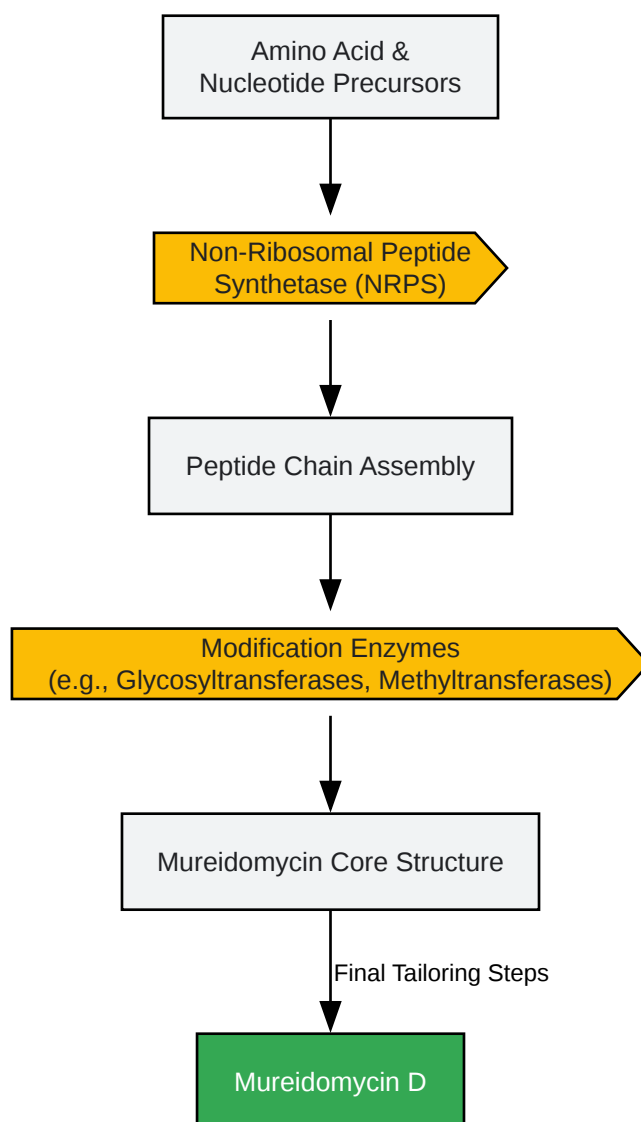 Amino Acid &
Nucleotide Precursors
Non-Ribosomal Peptide
Synthetase (NRPS)
Peptide Chain Assembly
Modification Enzymes
(e.g., Glycosyltransferases, Methyltransferases)
Mureidomycin Core Structure
Final Tailoring Steps
Mureidomycin D